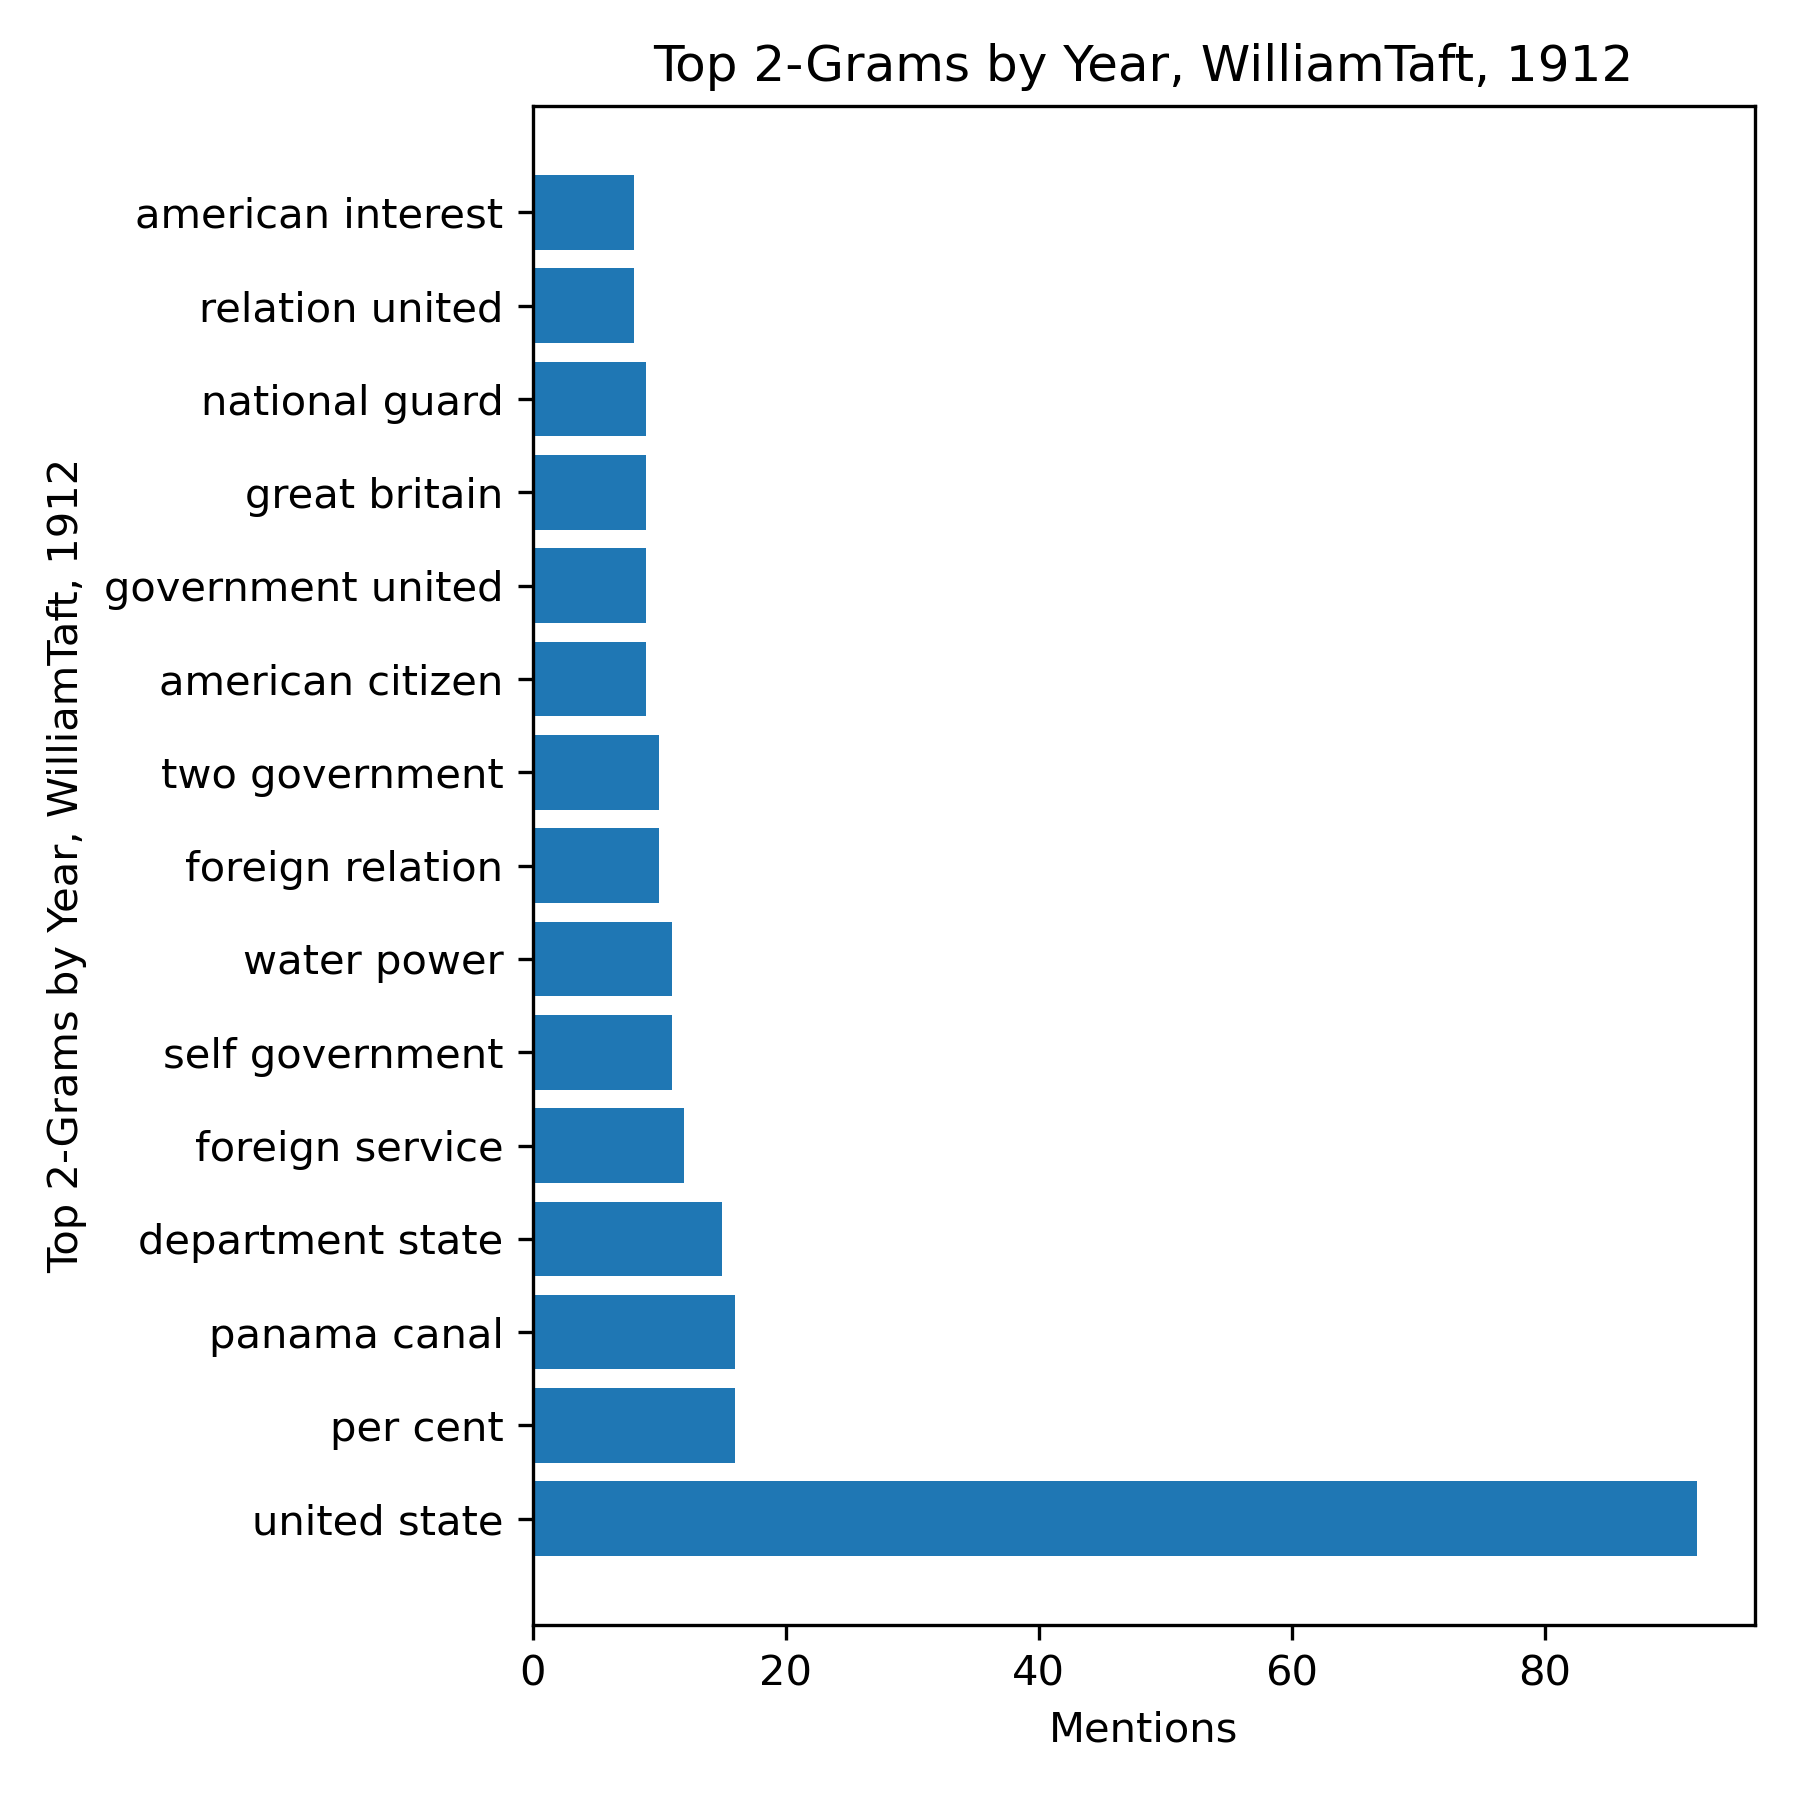 Top 2-Grams by Year, WilliamTaft, 1912
Top 2-Grams by Year, WilliamTaft, 1912
american interest
relation united
national guard
great britain
government united
american citizen
two government
foreign relation
water power
self government
foreign service
department state
panama canal
per cent
united state
0 20 40 60 80
Mentions